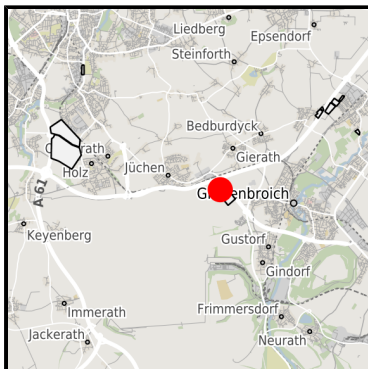 Liedberg
Epsendorf
Steinforth
Bedburdyck
Gierath
Holz
Jüchen
A 61
Keyenberg
Gustorf
Gindorf
Immerath
Frimmersdorf
Jackerath
Neurath